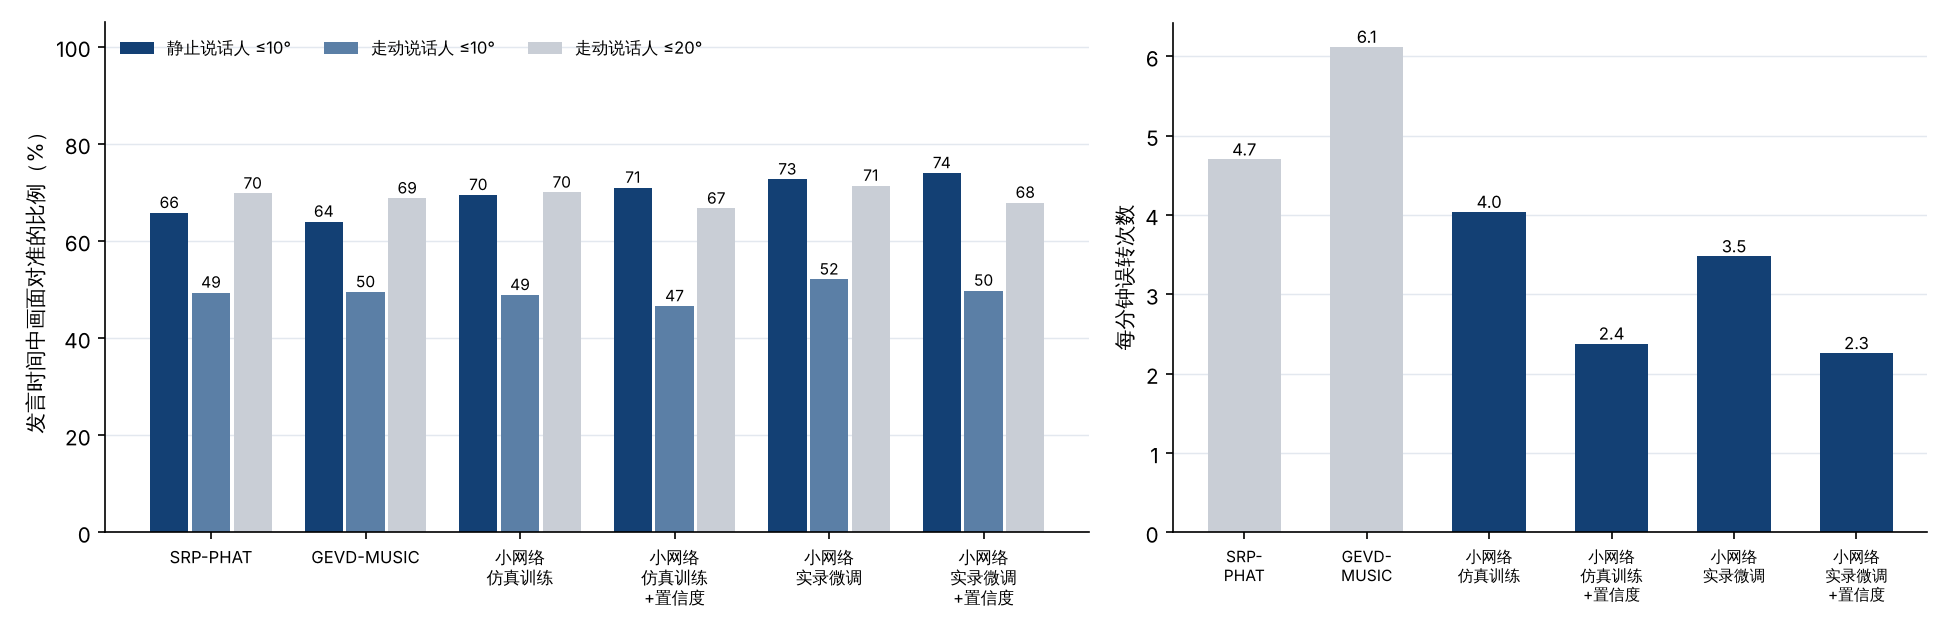 发言时间中画面对准的比例（%）
100
80
60
40
20
0
静止说话人 ≤10°
走动说话人 ≤10°
走动说话人 ≤20°
66
49
70
64
50
69
70
49
70
71
47
67
73
52
71
74
50
68
SRP-PHAT
GEVD-MUSIC
小网络
仿真训练
小网络
仿真训练
+置信度
小网络
实录微调
小网络
实录微调
+置信度
每分钟误转次数
6
5
4
3
2
1
0
4.7
6.1
4.0
2.4
3.5
2.3
SRP-
PHAT
GEVD-
MUSIC
小网络
仿真训练
小网络
仿真训练
+置信度
小网络
实录微调
小网络
实录微调
+置信度